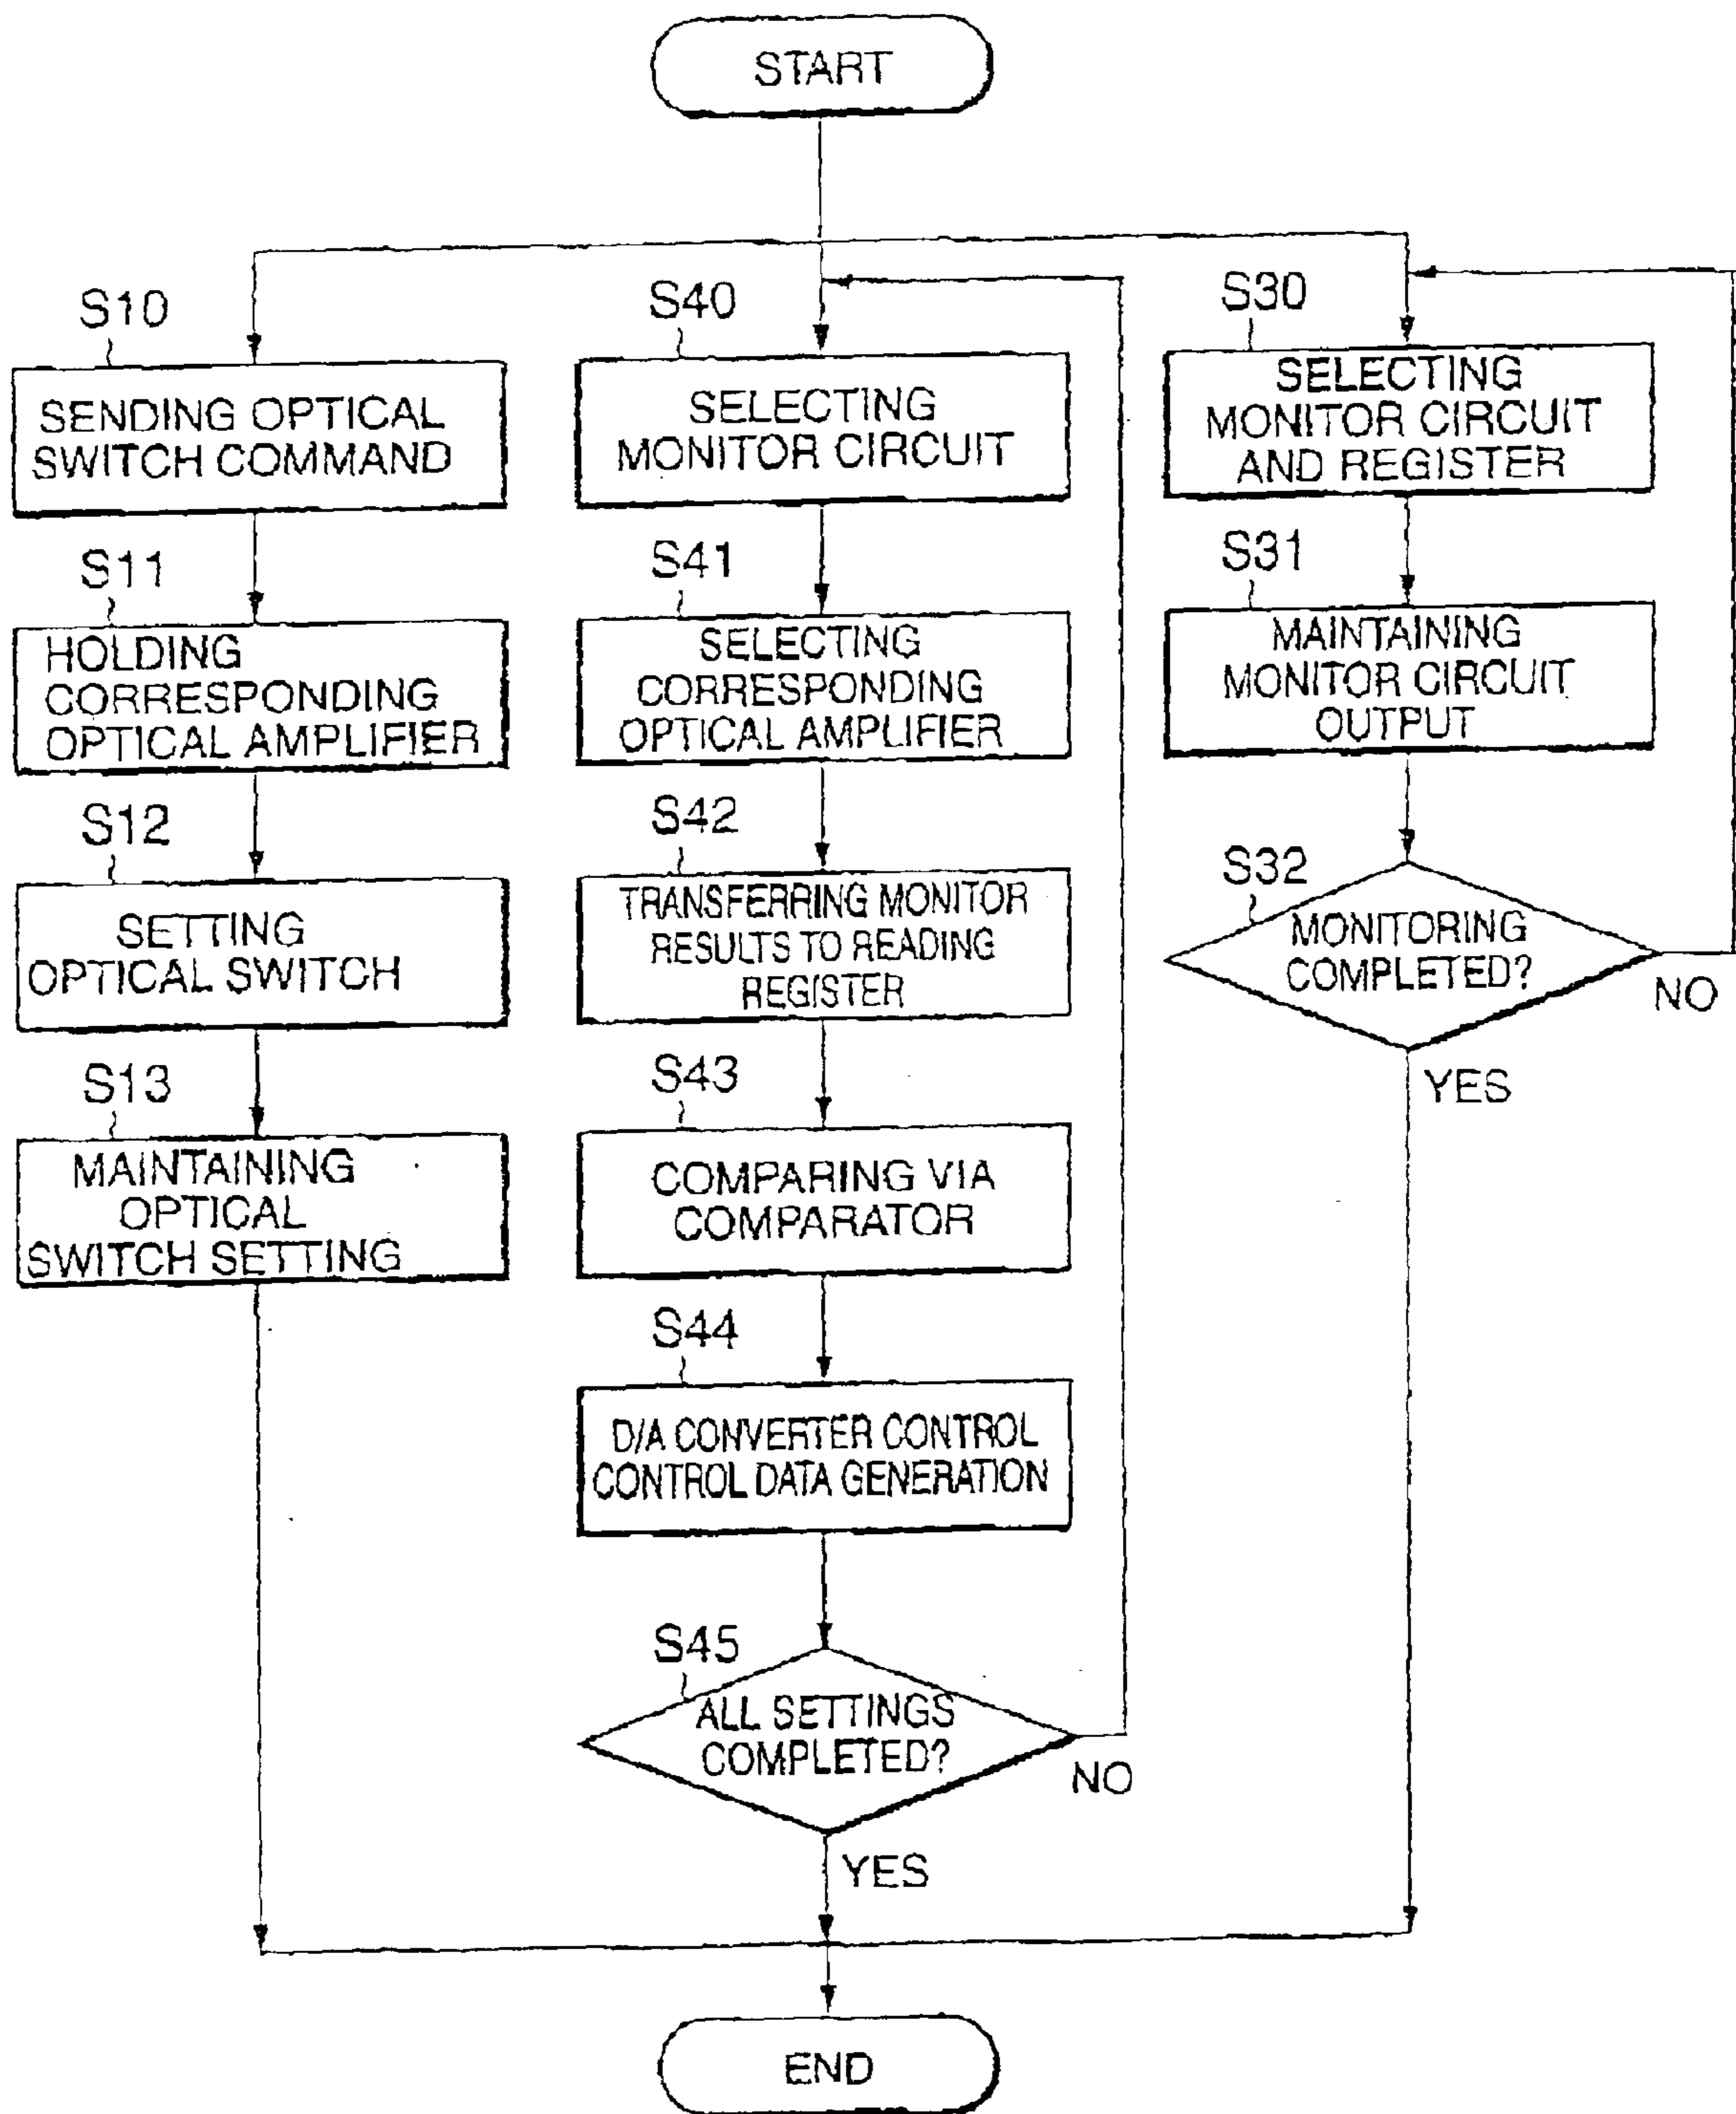 START
S10
SENDING OPTICAL
SWITCH COMMAND
S11
HOLDING
CORRESPONDING
OPTICAL AMPLIFIER
S12
SETTING
OPTICAL SWITCH
S13
MAINTAINING
OPTICAL
SWITCH SETTING
S40
SELECTING
MONITOR CIRCUIT
S41
SELECTING
CORRESPONDING
OPTICAL AMPLIFIER
S42
TRANSFERRING MONITOR
RESULTS TO READING
REGISTER
S43
COMPARING VIA
COMPARATOR
S44
D/A CONVERTER CONTROL
CONTROL DATA GENERATION
S45
ALL SETTINGS
COMPLETED?
NO
YES
S30
SELECTING
MONITOR CIRCUIT
AND REGISTER
S31
MAINTAINING
MONITOR CIRCUIT
OUTPUT
S32
MONITORING
COMPLETED?
NO
YES
END